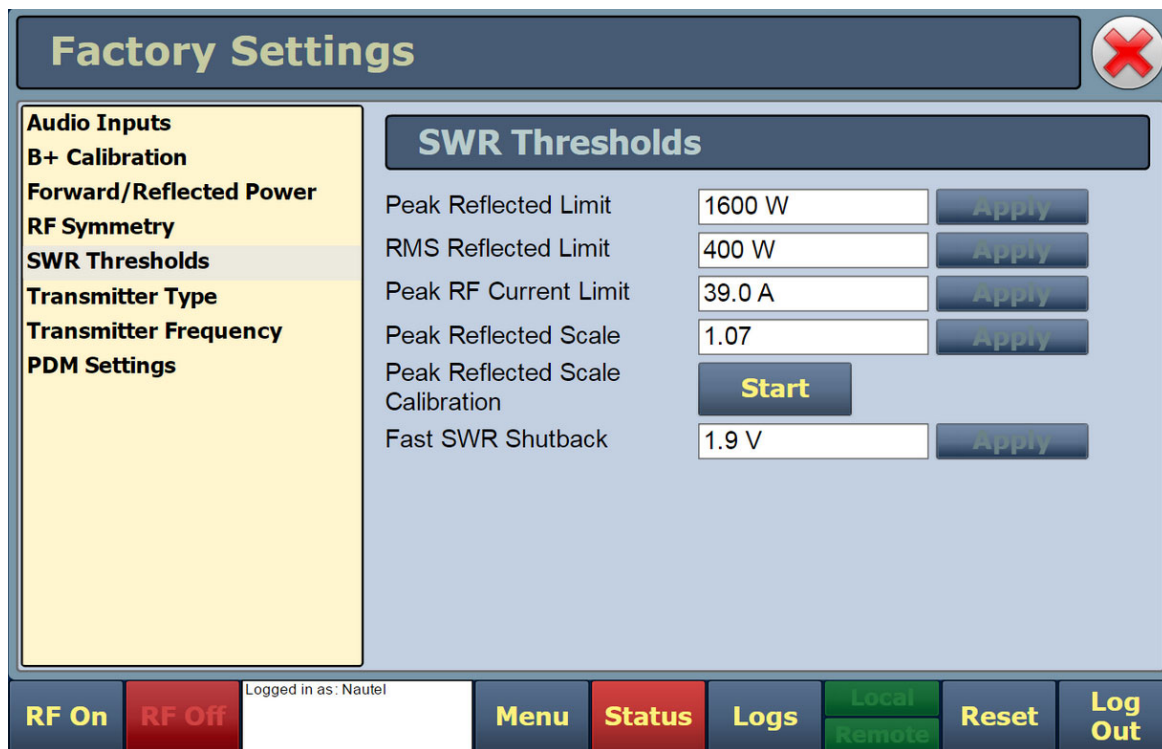 Factory Settings
Audio Inputs
B+ Calibration
Forward/Reflected Power
RF Symmetry
SWR Thresholds
Transmitter Type
Transmitter Frequency
PDM Settings
SWR Thresholds
Peak Reflected Limit 1600 W Apply
RMS Reflected Limit 400 W Apply
Peak RF Current Limit 39.0 A Apply
Peak Reflected Scale 1.07 Apply
Peak Reflected Scale
Calibration Start
Fast SWR Shutback 1.9 V Apply
RF On RF Off Logged in as: Nautel Menu Status Logs Local Remote Reset Log Out